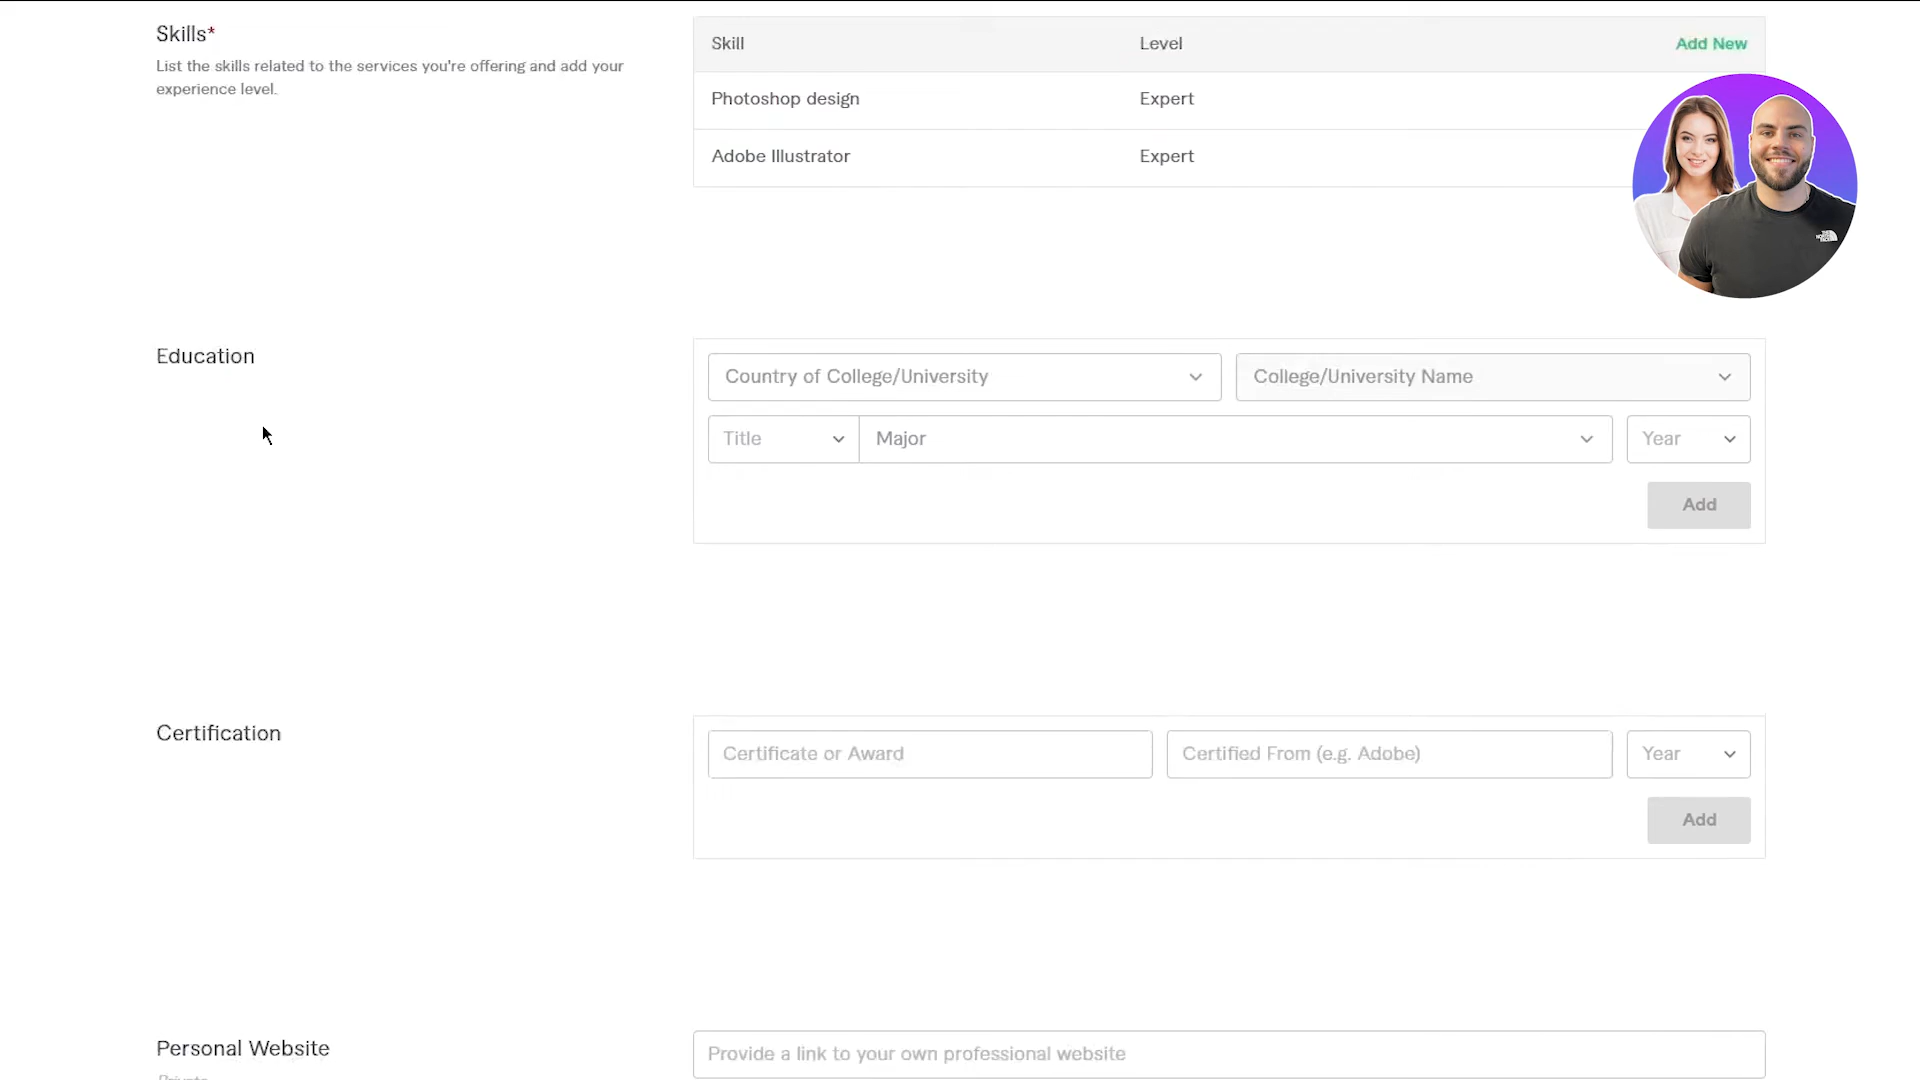 Skills*
List the skills related to the services you're offering and add your
experience level.
Skill Level Add New
Photoshop design Expert
Adobe Illustrator Expert
Education
Country of College/University College/University Name
Title Major Year
Add
Certification
Certificate or Award Certified From (e.g. Adobe) Year
Add
Personal Website
Provide a link to your own professional website